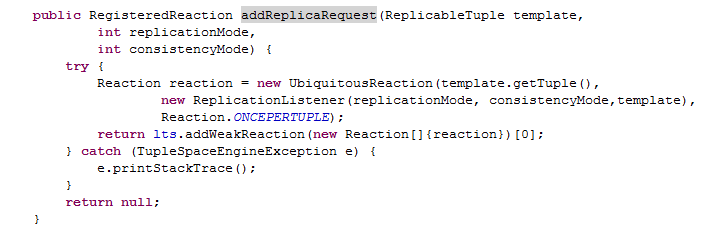 public RegisteredReaction addReplicaRequest(ReplicableTuple template,
int replicationMode,
int consistencyMode) {
try {
Reaction reaction = new UbiquitousReaction(template.getTuple(),
new ReplicationListener(replicationMode, consistencyMode,template),
Reaction.ONCEPERTUPLE);
return lts.addWeakReaction(new Reaction[]{reaction})[0];
} catch (TupleSpaceEngineException e) {
e.printStackTrace();
}
return null;
}